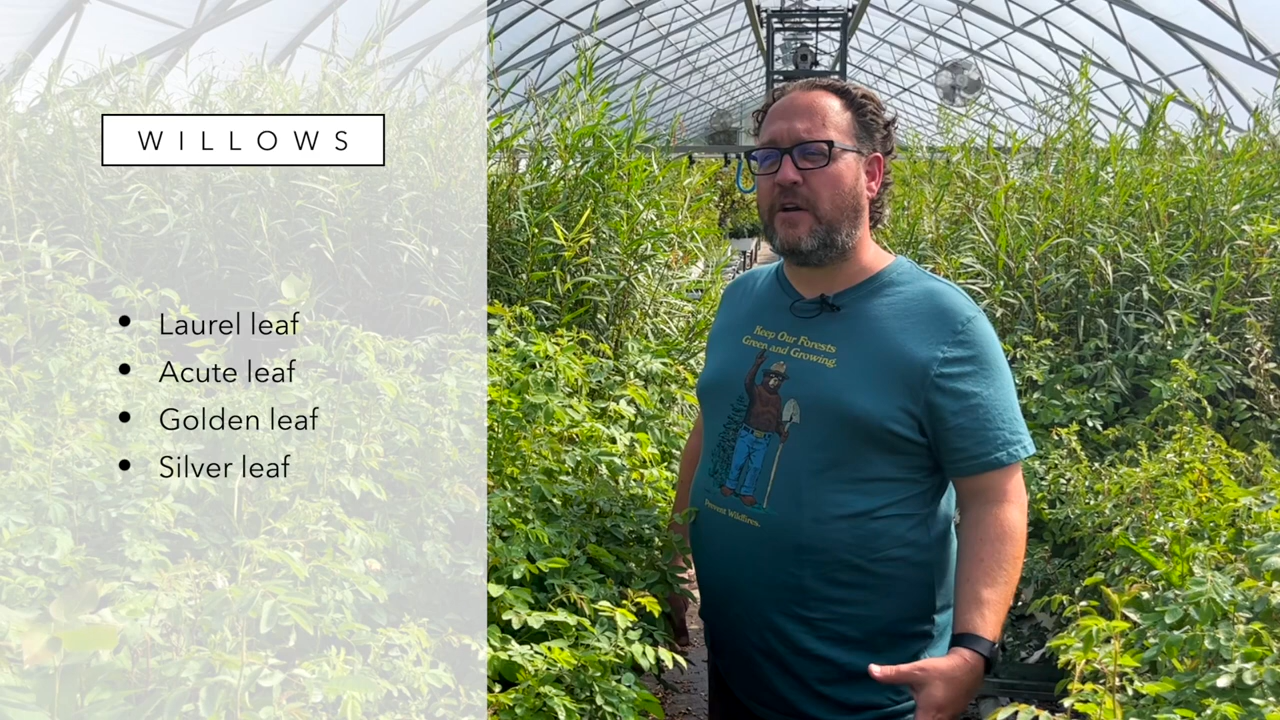 WILLOWS
• Laurel leaf
• Acute leaf
• Golden leaf
• Silver leaf
Keep Our Forests
Green and Growing.
Prevent Wildfires.